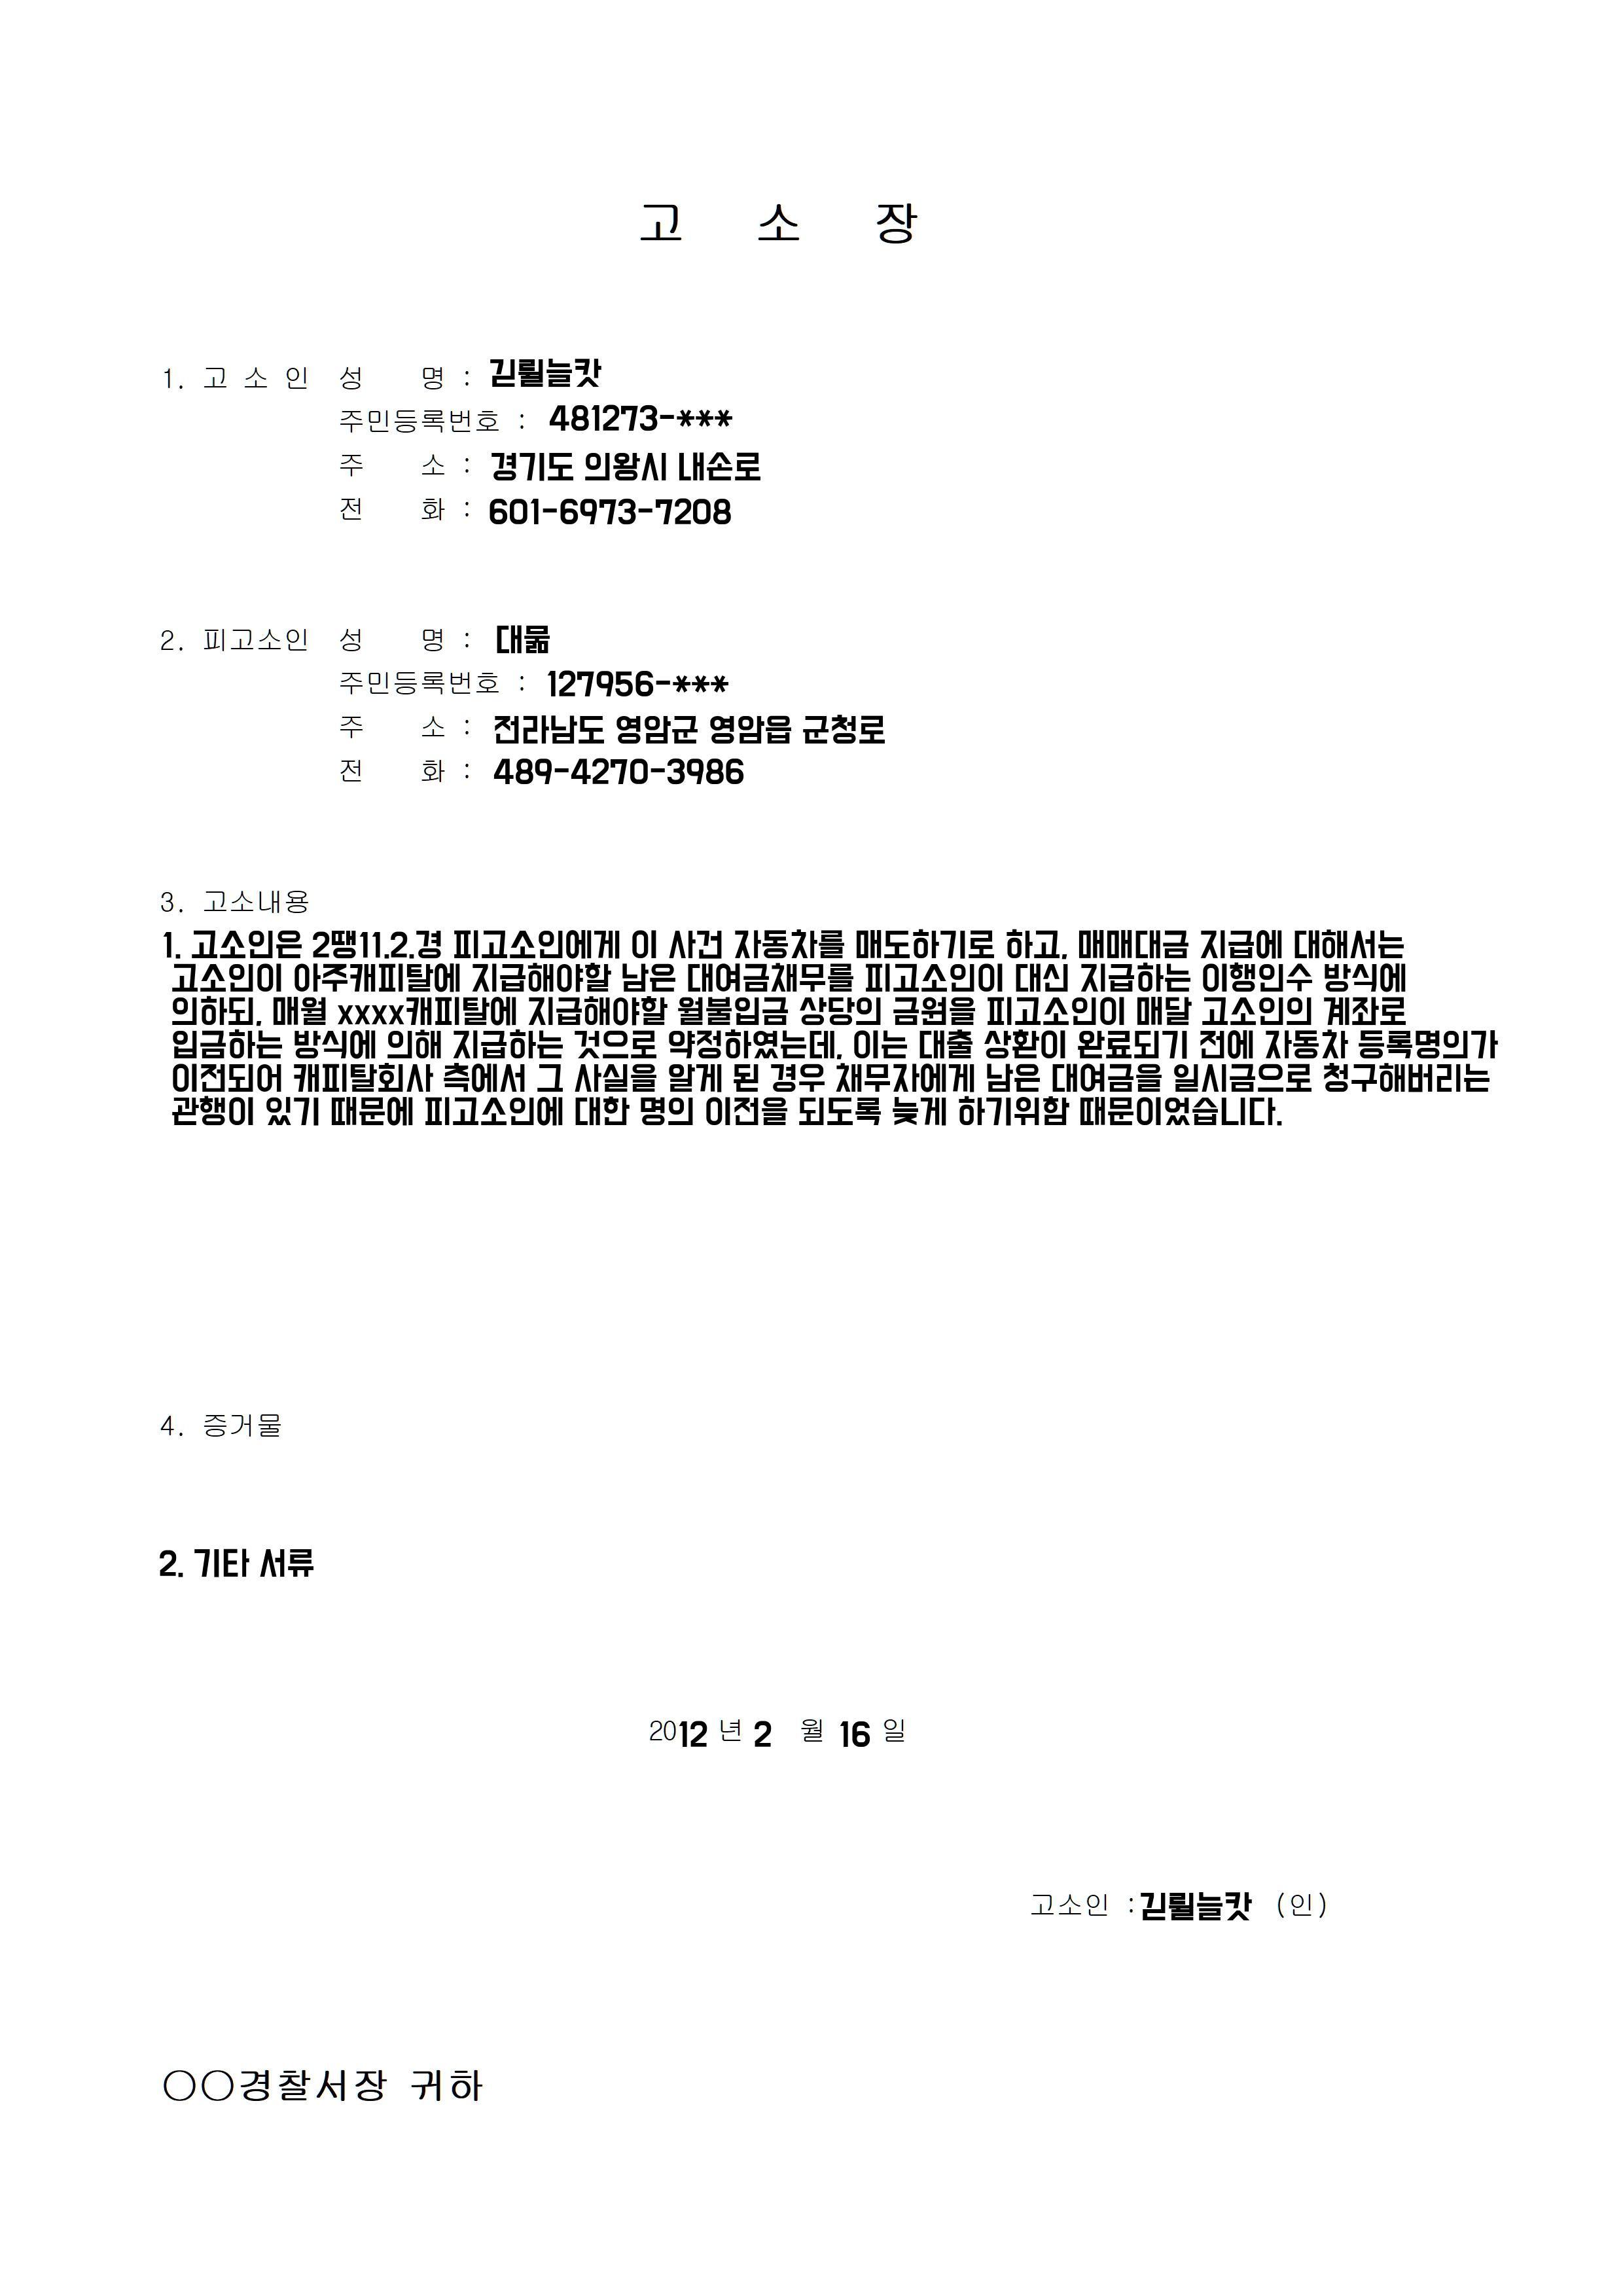 고 소 장
1. 고 소 인 성 명 : 긷뤌늘캇
주민등록번호 : 481273-***
주 소 : 경기도 의왕시 내손로
전 화 : 601-6973-7208
2. 피고소인 성 명 : 대묾
주민등록번호 : 127956-***
주 소 : 전라남도 영암군 영암읍 군청로
전 화 : 489-4270-3986
3. 고소내용
1. 고소인은 2땡11.2.경 피고소인에게 이 사건 자동차를 매도하기로 하고, 매매대금 지급에 대해서는
고소인이 아주캐피탈에 지급해야할 남은 대여금채무를 피고소인이 대신 지급하는 이행인수 방식에
의하되, 매월 xxxx캐피탈에 지급해야할 월불입금 상당의 금원을 피고소인이 매달 고소인의 계좌로
입금하는 방식에 의해 지급하는 것으로 약정하였는데, 이는 대출 상환이 완료되기 전에 자동차 등록명의가
이전되어 캐피탈회사 측에서 그 사실을 알게 된 경우 채무자에게 남은 대여금을 일시금으로 청구해버리는
관행이 있기 때문에 피고소인에 대한 명의 이전을 되도록 늦게 하기위함 때문이었습니다.
4. 증거물
2. 기타 서류
2012 년 2 월 16 일
고소인 : 긷뤌늘캇 (인)
○○경찰서장 귀하